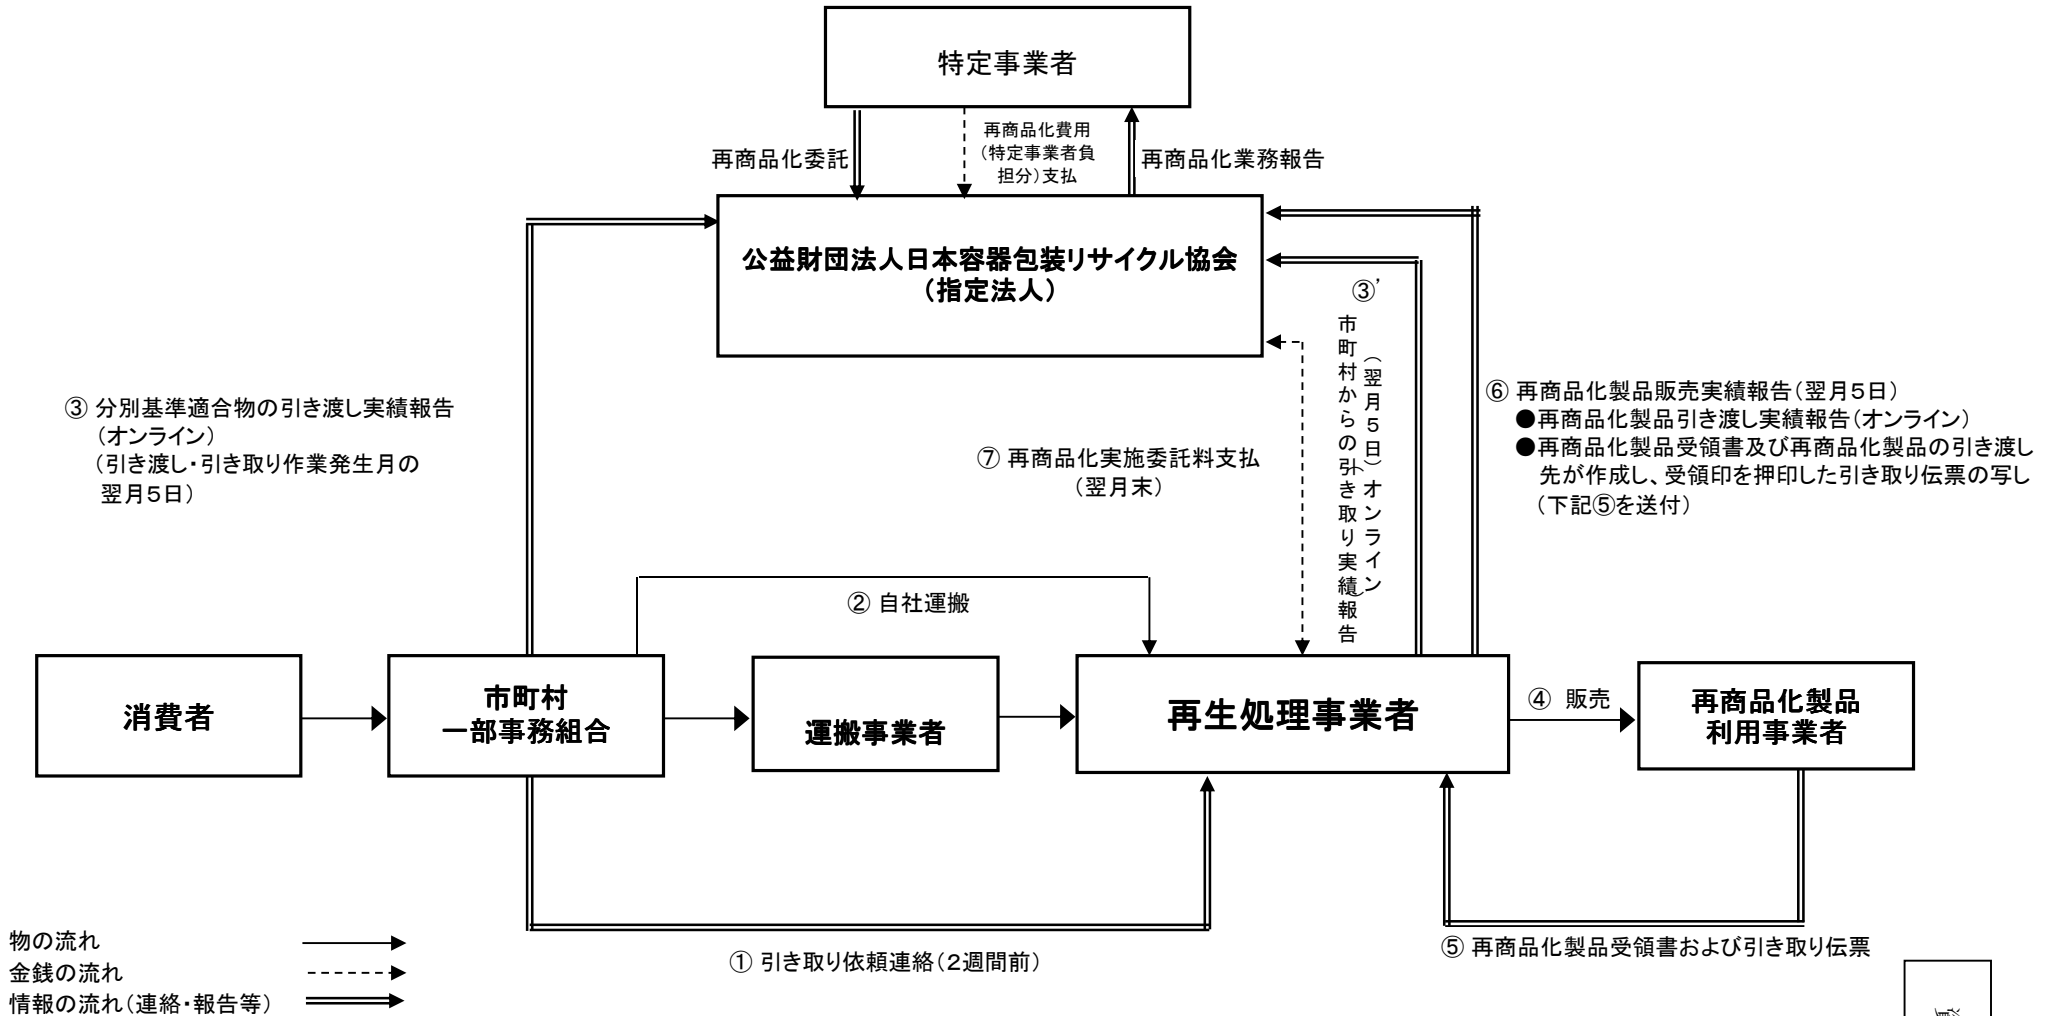 特定事業者
再商品化委託
再商品化費用
（特定事業者負
担分）支払
再商品化業務報告
公益財団法人日本容器包装リサイクル協会
（指定法人）
③’
市町村からの引き取り実績報告
（翌月５日）オンライン）
③ 分別基準適合物の引き渡し実績報告
（オンライン）
（引き渡し・引き取り作業発生月の
翌月５日）
⑦ 再商品化実施委託料支払
（翌月末）
⑥ 再商品化製品販売実績報告（翌月５日）
●再商品化製品引き渡し実績報告（オンライン）
●再商品化製品受領書及び再商品化製品の引き渡し
先が作成し、受領印を押印した引き取り伝票の写し
（下記⑤を送付）
② 自社運搬
消費者
市町村
一部事務組合
運搬事業者
再生処理事業者
④ 販売
再商品化製品
利用事業者
① 引き取り依頼連絡（２週間前）
⑤ 再商品化製品受領書および引き取り伝票
物の流れ
金銭の流れ
情報の流れ（連絡・報告等）